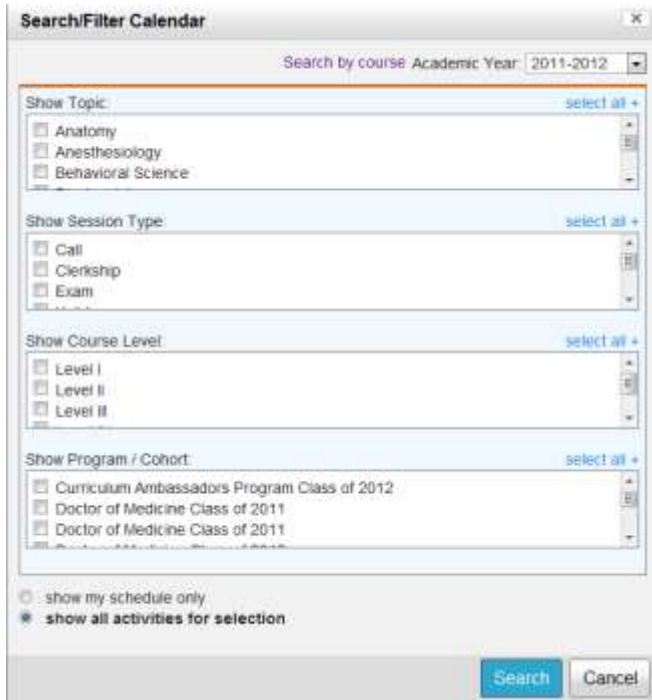 Search/Filter Calendar
Search by course Academic Year: 2011-2012
Show Topic: select all +
Anatomy
Anesthesiology
Behavioral Science
Show Session Type: select all +
Call
Clerkship
Exam
Show Course Level: select all +
Level I
Level II
Level III
Show Program / Cohort: select all +
Curriculum Ambassadors Program Class of 2012
Doctor of Medicine Class of 2011
Doctor of Medicine Class of 2011
show my schedule only
show all activities for selection
Search Cancel